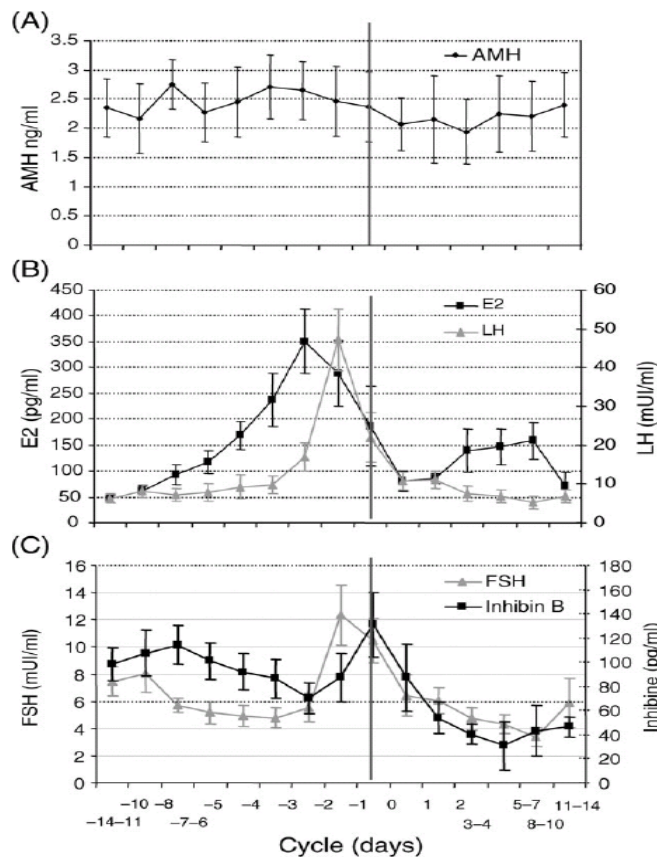 (A)
3.5
3
2.5
2
1.5
1
0.5
0
AMH ng/ml
AMH
(B)
450
400
350
300
250
200
150
100
50
0
E2 (pg/ml)
E2
LH
60
50
40
30
20
10
0
LH (mUI/ml)
(C)
16
14
12
10
8
6
4
2
0
FSH (mUI/ml)
FSH
Inhibin B
180
160
140
120
100
80
60
40
20
0
Inhibine (pg/ml)
–10 –8 –5 –4 –3 –2 –1 0 1 2 5–7 11–14
–14–11 –7–6 3–4 8–10
Cycle (days)